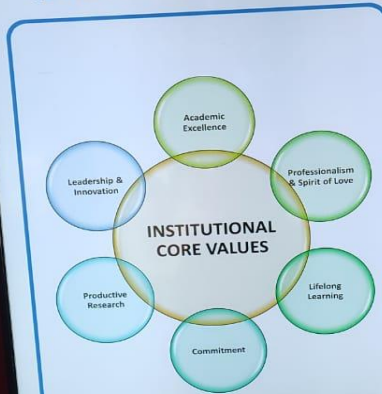 Academic
Excellence
Leadership &
Innovation
Professionalism
& Spirit of Love
INSTITUTIONAL
CORE VALUES
Productive
Research
Lifelong
Learning
Commitment